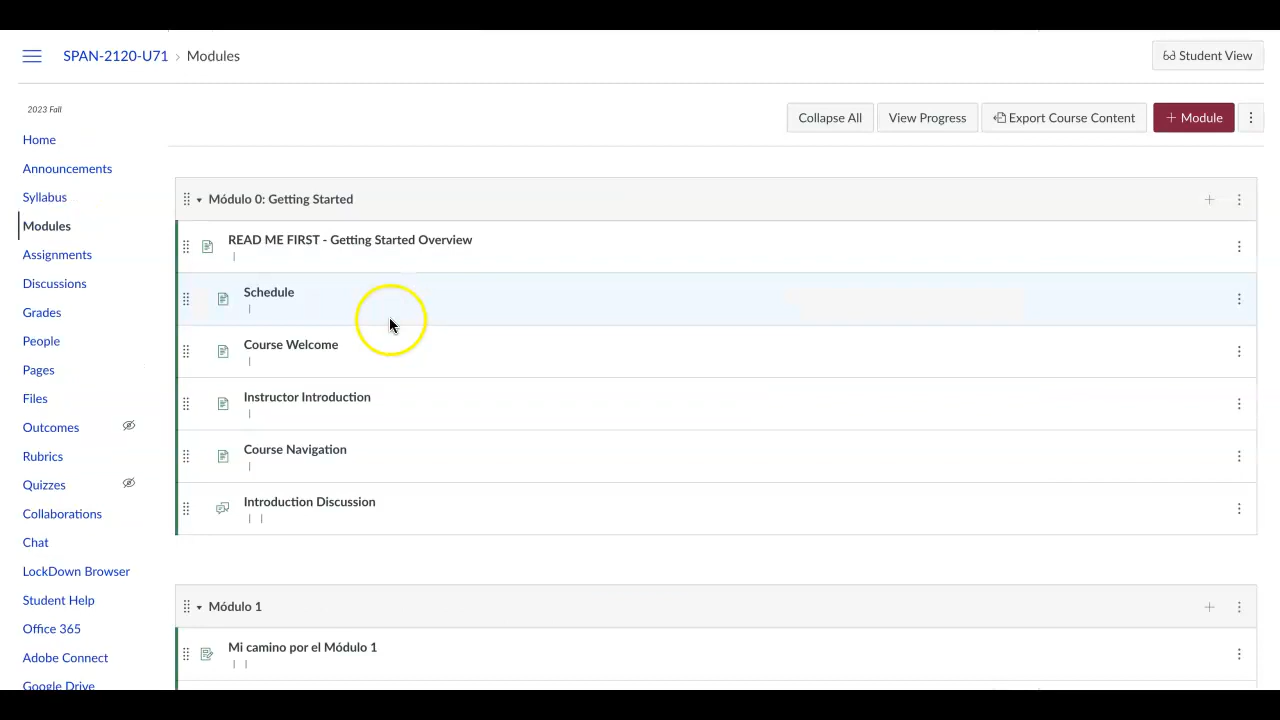 SPAN-2120-U71 › Modules
Student View
2023 Fall
Home
Announcements
Syllabus
Modules
Assignments
Discussions
Grades
People
Pages
Files
Outcomes
Rubrics
Quizzes
Collaborations
Chat
LockDown Browser
Student Help
Office 365
Adobe Connect
Google Drive
Collapse All
View Progress
Export Course Content
+ Module
Módulo 0: Getting Started
READ ME FIRST - Getting Started Overview
|
Schedule
|
Course Welcome
|
Instructor Introduction
|
Course Navigation
|
Introduction Discussion
| |
Módulo 1
Mi camino por el Módulo 1
| |